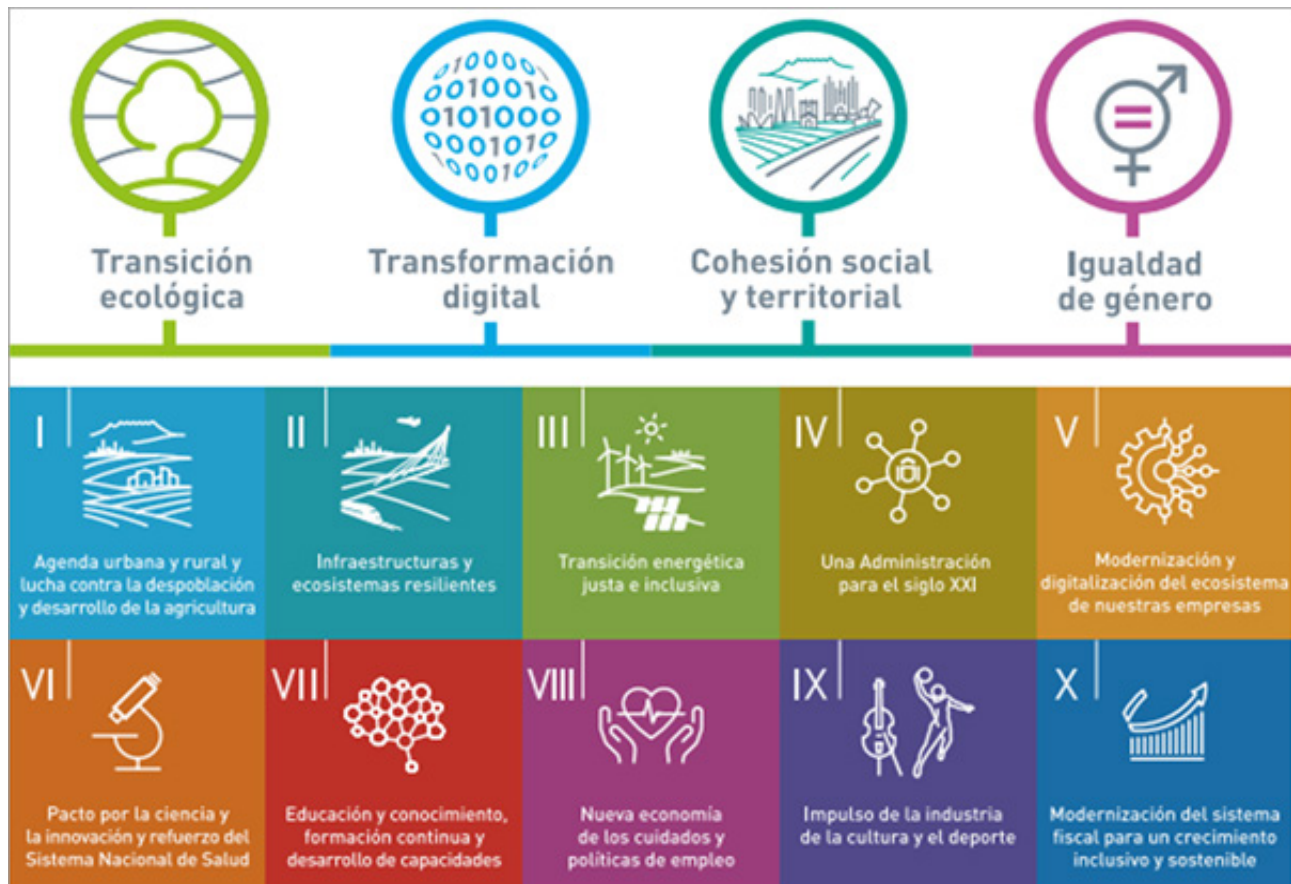 Transición
ecológica
Transformación
digital
Cohesión social
y territorial
Igualdad
de género
I
Agenda urbana y rural y
lucha contra la despoblación
y desarrollo de la agricultura
II
Infraestructuras y
ecosistemas resilientes
III
Transición energética
justa e inclusiva
IV
Una Administración
para el siglo XXI
V
Modernización y
digitalización del ecosistema
de nuestras empresas
VI
Pacto por la ciencia y
la innovación y refuerzo del
Sistema Nacional de Salud
VII
Educación y conocimiento,
formación continua y
desarrollo de capacidades
VIII
Nueva economía
de los cuidados y
políticas de empleo
IX
Impulso de la industria
de la cultura y el deporte
X
Modernización del sistema
fiscal para un crecimiento
inclusivo y sostenible